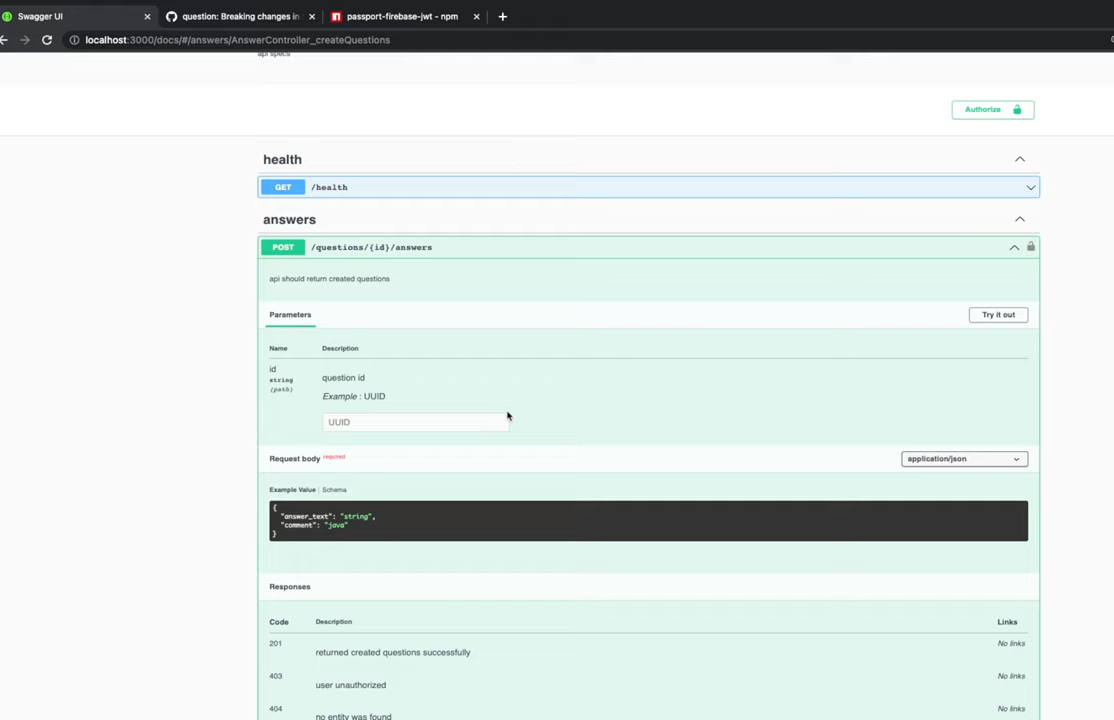 Swagger UI
question: Breaking changes in
passport-firebase-jwt - npm
localhost:3000/docs/#/answers/AnswerController_createQuestions
api specs
Authorize
health
GET /health
answers
POST /questions/{id}/answers
api should return created questions
Parameters
Try it out
Name Description
id
string
(path)
question id
Example : UUID
UUID
Request body required
application/json
Example Value | Schema
{
"answer_text": "string",
"comment": "java"
}
Responses
Code Description Links
201 No links
returned created questions successfully
403 No links
user unauthorized
404 No links
no entity was found